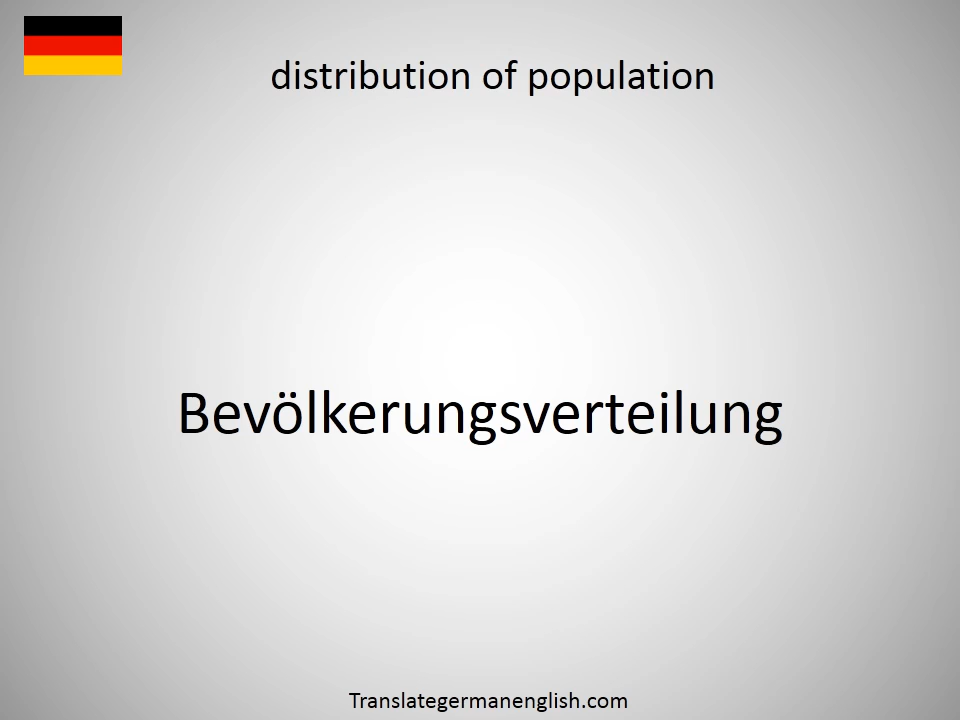 distribution of population
Bevölkerungsverteilung
Translategermanenglish.com